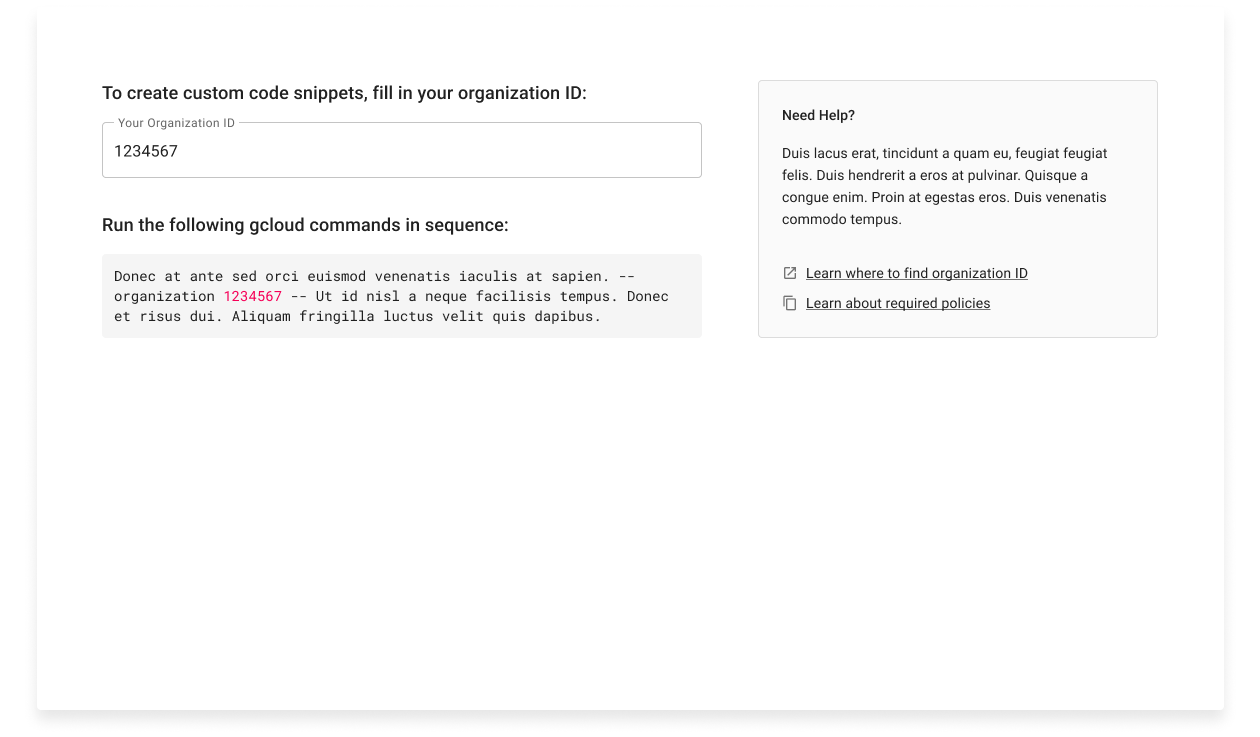 To create custom code snippets, fill in your organization ID:
Your Organization ID
1234567
Run the following gcloud commands in sequence:
Donec at ante sed orci euismod venenatis iaculis at sapien. --
organization 1234567 -- Ut id nisl a neque facilisis tempus. Donec
et risus dui. Aliquam fringilla luctus velit quis dapibus.
Need Help?
Duis lacus erat, tincidunt a quam eu, feugiat feugiat
felis. Duis hendrerit a eros at pulvinar. Quisque a
congue enim. Proin at egestas eros. Duis venenatis
commodo tempus.
Learn where to find organization ID
Learn about required policies